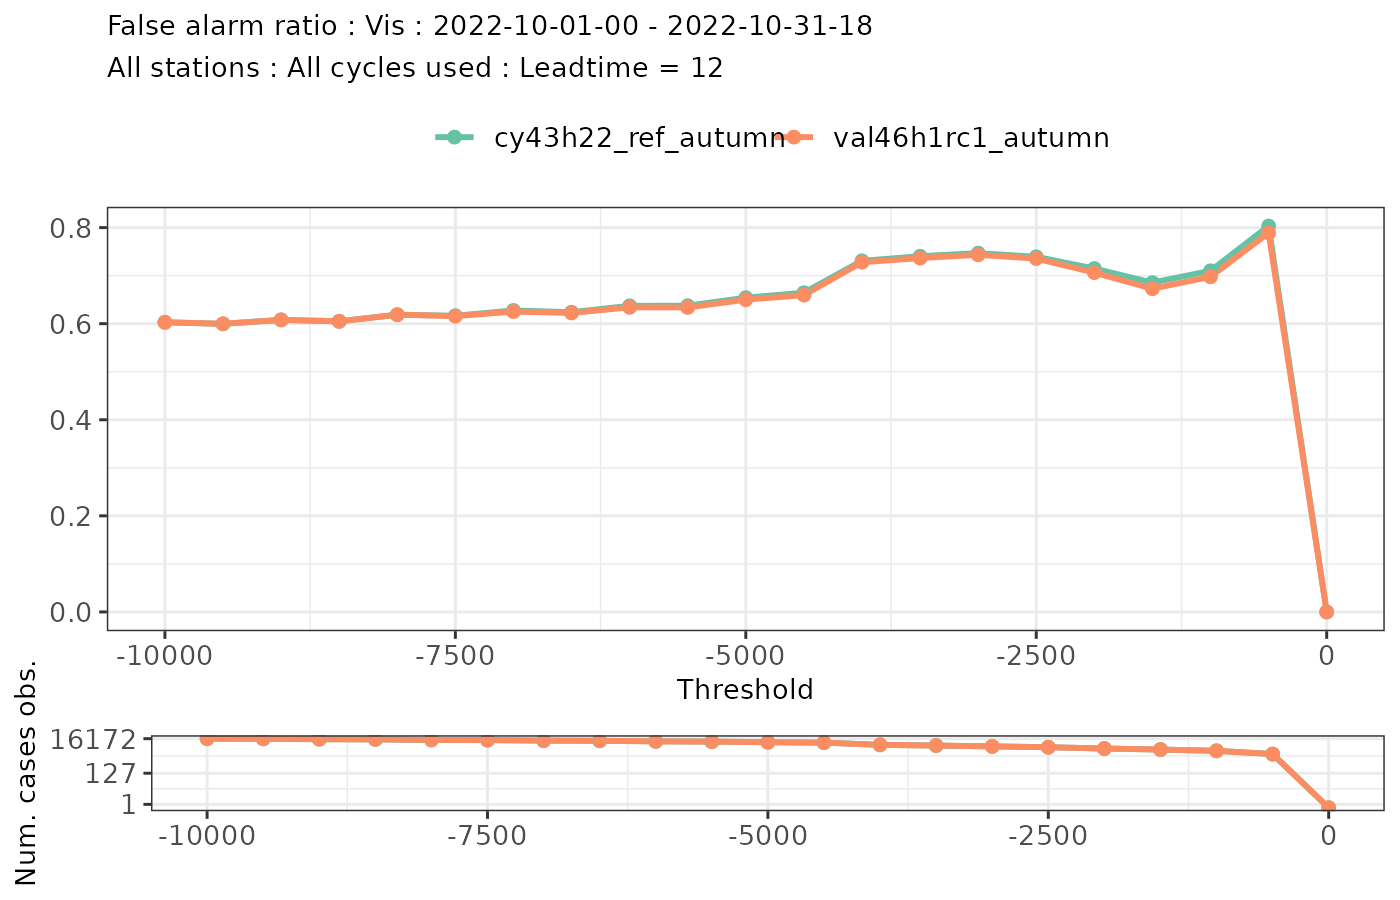 False alarm ratio : Vis : 2022-10-01-00 - 2022-10-31-18
All stations : All cycles used : Leadtime = 12
cy43h22_ref_autumn val46h1rc1_autumn
0.8
0.6
0.4
0.2
0.0
-10000 -7500 -5000 -2500 0
Threshold
Num. cases obs.
16172
127
1
-10000 -7500 -5000 -2500 0